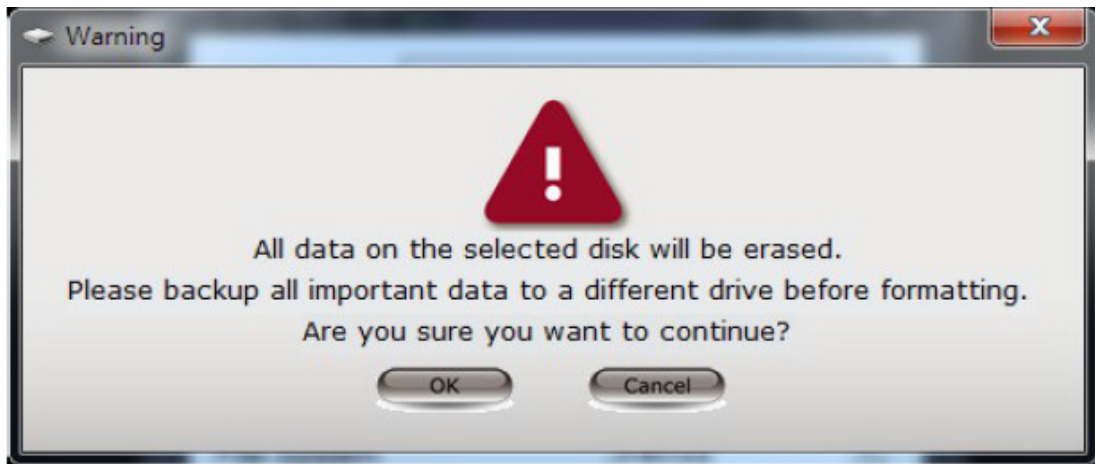 Warning
All data on the selected disk will be erased.
Please backup all important data to a different drive before formatting.
Are you sure you want to continue?
OK Cancel